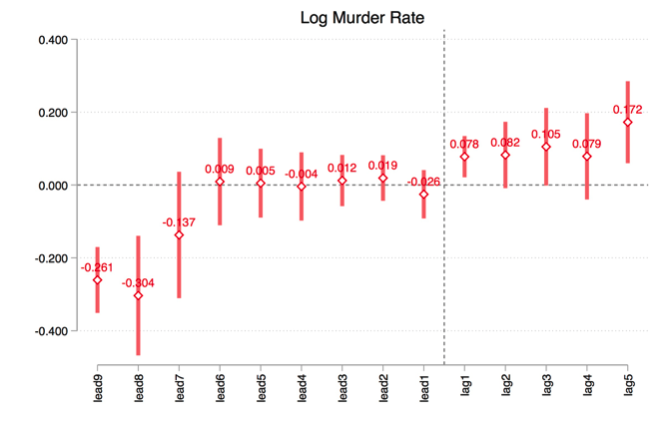 Log Murder Rate
0.400
0.200
0.000
-0.200
-0.400
-0.261
-0.304
-0.137
0.009
0.005
-0.004
0.012
0.019
-0.026
0.078
0.082
0.105
0.079
0.172
lead9
lead8
lead7
lead6
lead5
lead4
lead3
lead2
lead1
lag1
lag2
lag3
lag4
lag5